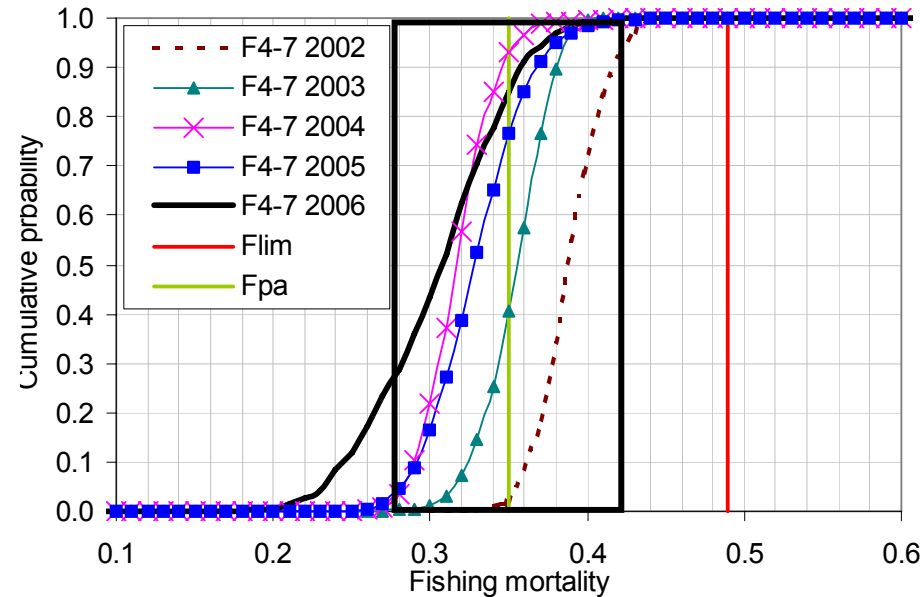 1.0
0.9
0.8
0.7
0.6
0.5
0.4
0.3
0.2
0.1
0.0
Cumulative prbability
F4-7 2002
F4-7 2003
F4-7 2004
F4-7 2005
F4-7 2006
Flim
Fpa
0.1 0.2 0.3 0.4 0.5 0.6
Fishing mortality